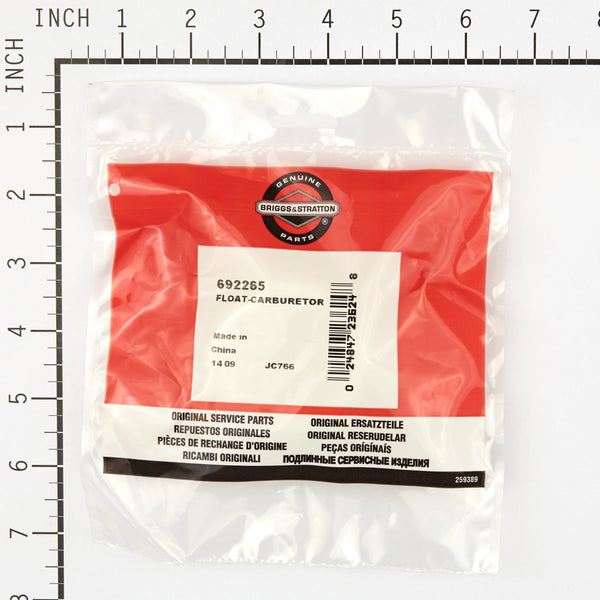 INCH 1 2 3 4 5 6 7
INCH
1
2
3
4
5
6
7
GENUINE
BRIGGS&STRATTON
®
PARTS
692265
FLOAT-CARBURETOR
Made in
China
14 09 JC766
0 24847 23624 8
ORIGINAL SERVICE PARTS
REPUESTOS ORIGINALES
PIÈCES DE RECHANGE D'ORIGINE
RICAMBI ORIGINALI
ORIGINAL ERSATZTEILE
ORIGINAL RESERUDELAR
PEÇAS ORÍGÍNAIS
ПОДЛИННЫЕ СЕРВИСНЫЕ ИЗДЕЛИЯ
259389